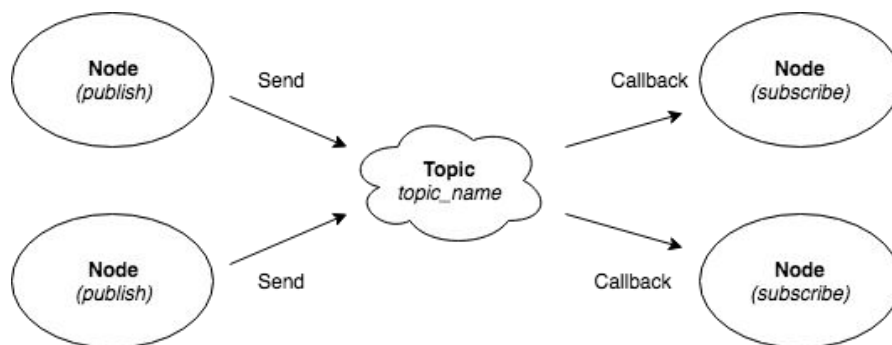 Node
(publish)
Send
Callback
Node
(subscribe)
Topic
topic_name
Node
(publish)
Send
Callback
Node
(subscribe)